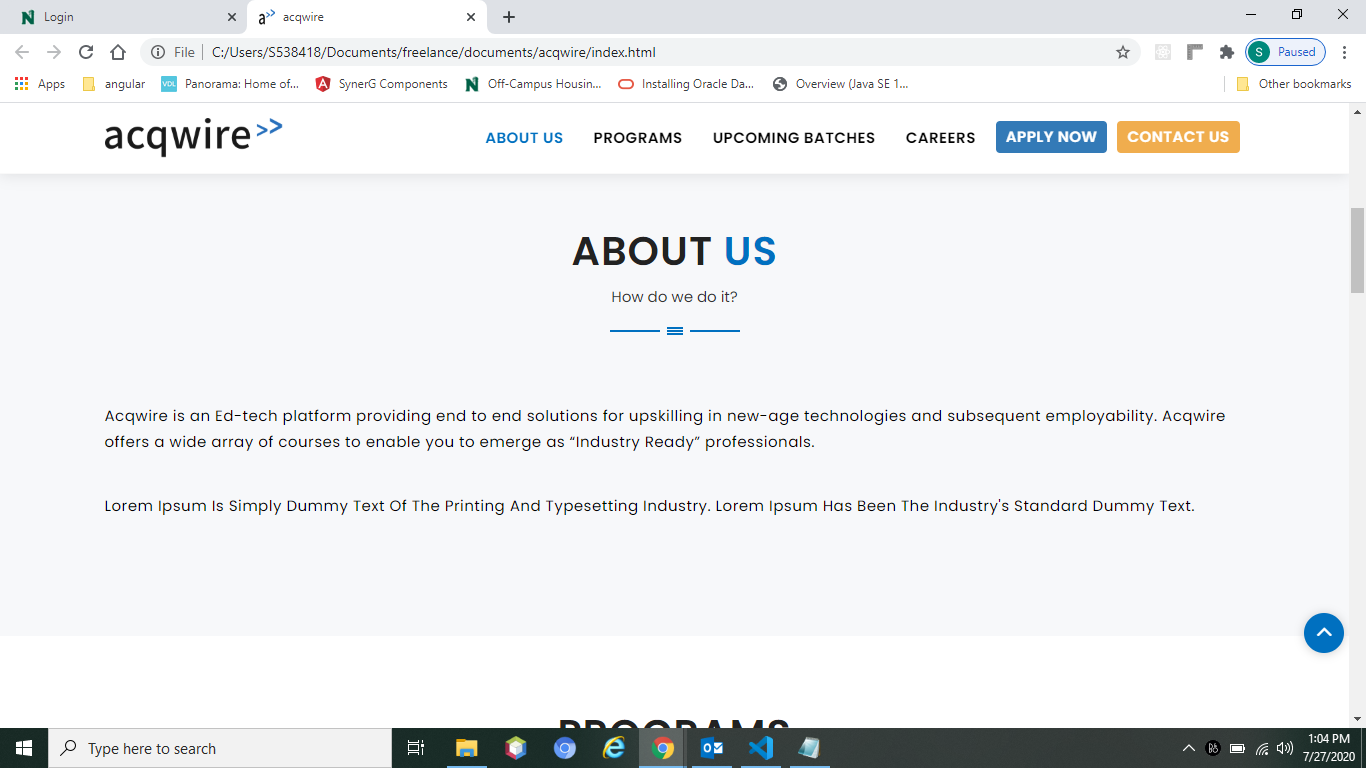 Login
acqwire
File
C:/Users/S538418/Documents/freelance/documents/acqwire/index.html
S
Paused
Apps
angular
VDL
Panorama: Home of...
SynerG Components
Off-Campus Housin...
Installing Oracle Da...
Overview (Java SE 1...
Other bookmarks
acqwire >>
ABOUT US
PROGRAMS
UPCOMING BATCHES
CAREERS
APPLY NOW
CONTACT US
ABOUT US
How do we do it?
Acqwire is an Ed-tech platform providing end to end solutions for upskilling in new-age technologies and subsequent employability. Acqwire
offers a wide array of courses to enable you to emerge as “Industry Ready” professionals.
Lorem Ipsum Is Simply Dummy Text Of The Printing And Typesetting Industry. Lorem Ipsum Has Been The Industry's Standard Dummy Text.
PROGRAMS
Type here to search
1:04 PM
7/27/2020